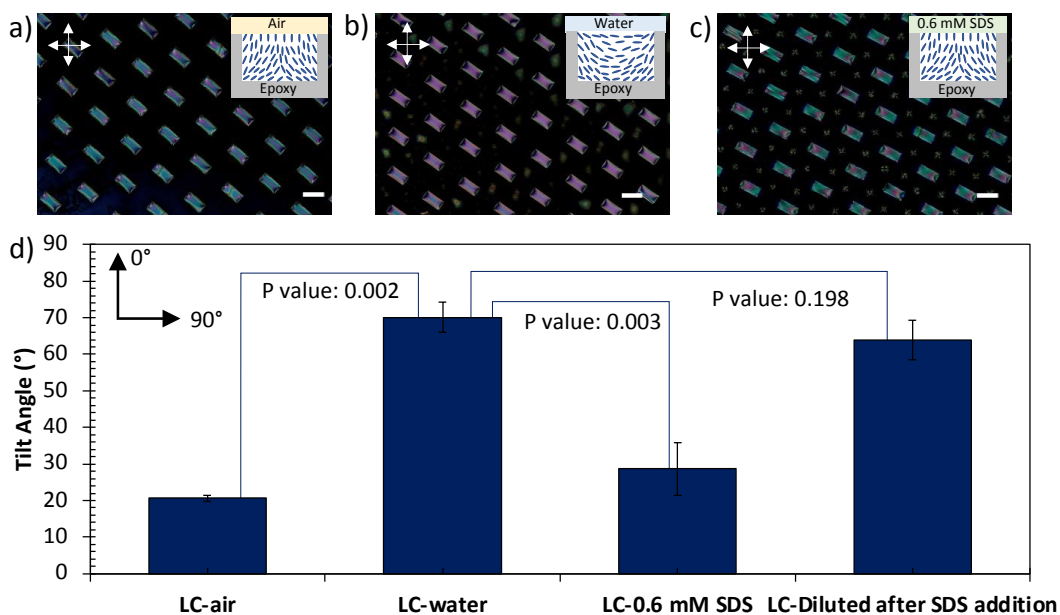 a)
Air
Epoxy
b)
Water
Epoxy
c)
0.6 mM SDS
Epoxy
d)
Tilt Angle (°)
90
80
70
60
50
40
30
20
10
0
0°
90°
P value: 0.002
P value: 0.003
P value: 0.198
LC-air
LC-water
LC-0.6 mM SDS
LC-Diluted after SDS addition